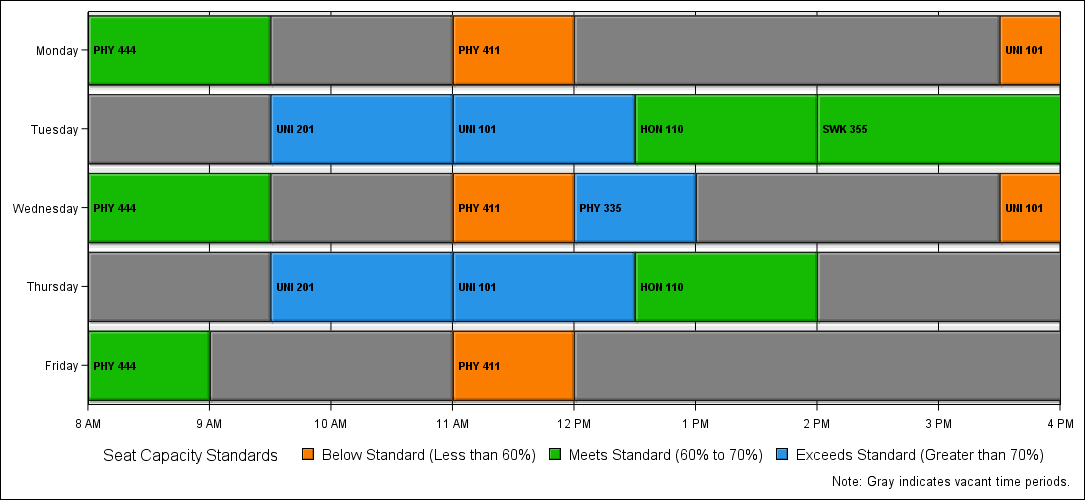 Monday PHY 444 PHY 411 UNI 101
Tuesday UNI 201 UNI 101 HON 110 SWK 355
Wednesday PHY 444 PHY 411 PHY 335 UNI 101
Thursday UNI 201 UNI 101 HON 110
Friday PHY 444 PHY 411
8 AM 9 AM 10 AM 11 AM 12 PM 1 PM 2 PM 3 PM 4 PM
Seat Capacity Standards Below Standard (Less than 60%) Meets Standard (60% to 70%) Exceeds Standard (Greater than 70%)
Note: Gray indicates vacant time periods.